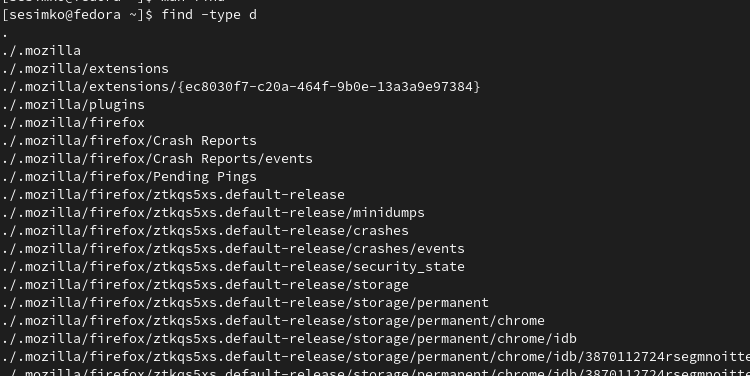 [sesimko@fedora ~]$ man find
[sesimko@fedora ~]$ find -type d
.
./.mozilla
./.mozilla/extensions
./.mozilla/extensions/{ec8030f7-c20a-464f-9b0e-13a3a9e97384}
./.mozilla/plugins
./.mozilla/firefox
./.mozilla/firefox/Crash Reports
./.mozilla/firefox/Crash Reports/events
./.mozilla/firefox/Pending Pings
./.mozilla/firefox/ztkqs5xs.default-release
./.mozilla/firefox/ztkqs5xs.default-release/minidumps
./.mozilla/firefox/ztkqs5xs.default-release/crashes
./.mozilla/firefox/ztkqs5xs.default-release/crashes/events
./.mozilla/firefox/ztkqs5xs.default-release/security_state
./.mozilla/firefox/ztkqs5xs.default-release/storage
./.mozilla/firefox/ztkqs5xs.default-release/storage/permanent
./.mozilla/firefox/ztkqs5xs.default-release/storage/permanent/chrome
./.mozilla/firefox/ztkqs5xs.default-release/storage/permanent/chrome/idb
./.mozilla/firefox/ztkqs5xs.default-release/storage/permanent/chrome/idb/3870112724rsegmnoitte